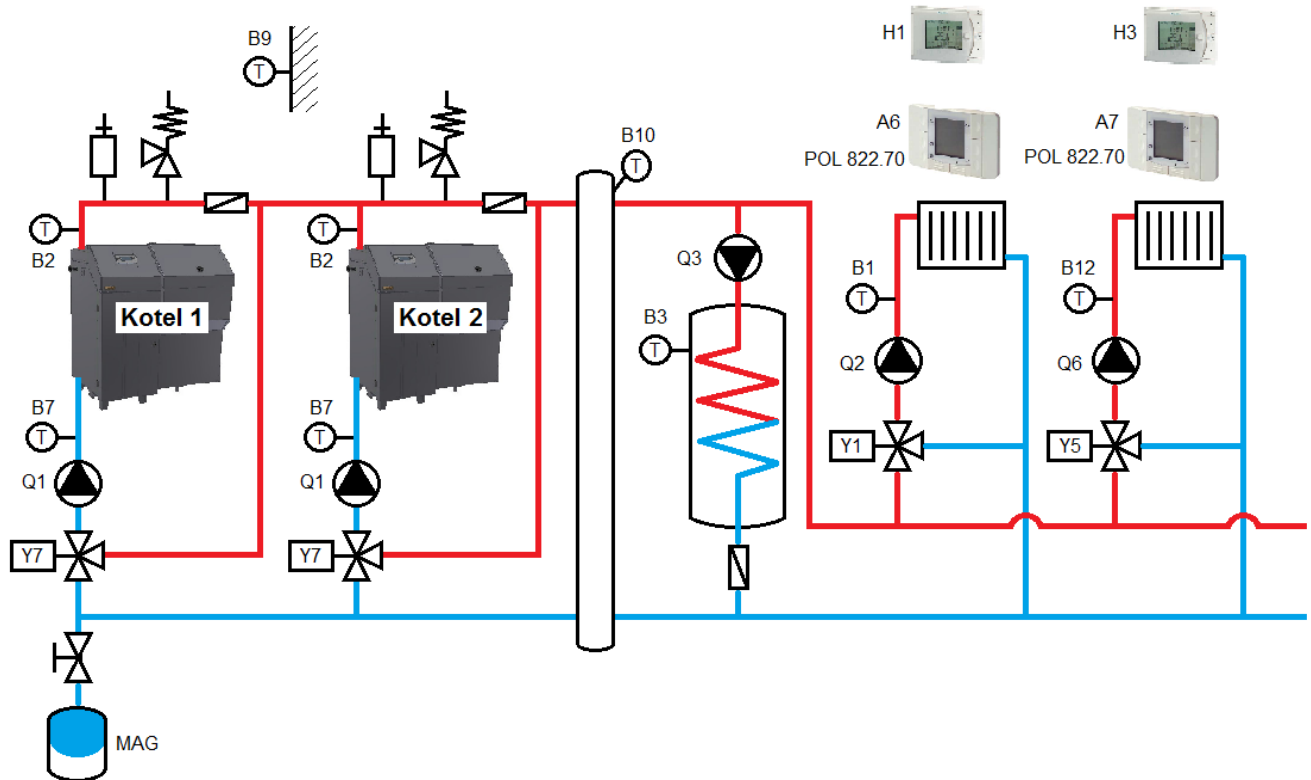 H1
H3
B9
A6
A7
POL 822.70
POL 822.70
B10
T
T
T
T
B2
B2
Q3
B1
B12
T
T
Kotel 1
Kotel 2
B3
T
Q2
Q6
B7
B7
T
T
Y1
Y5
Q1
Q1
Y7
Y7
MAG